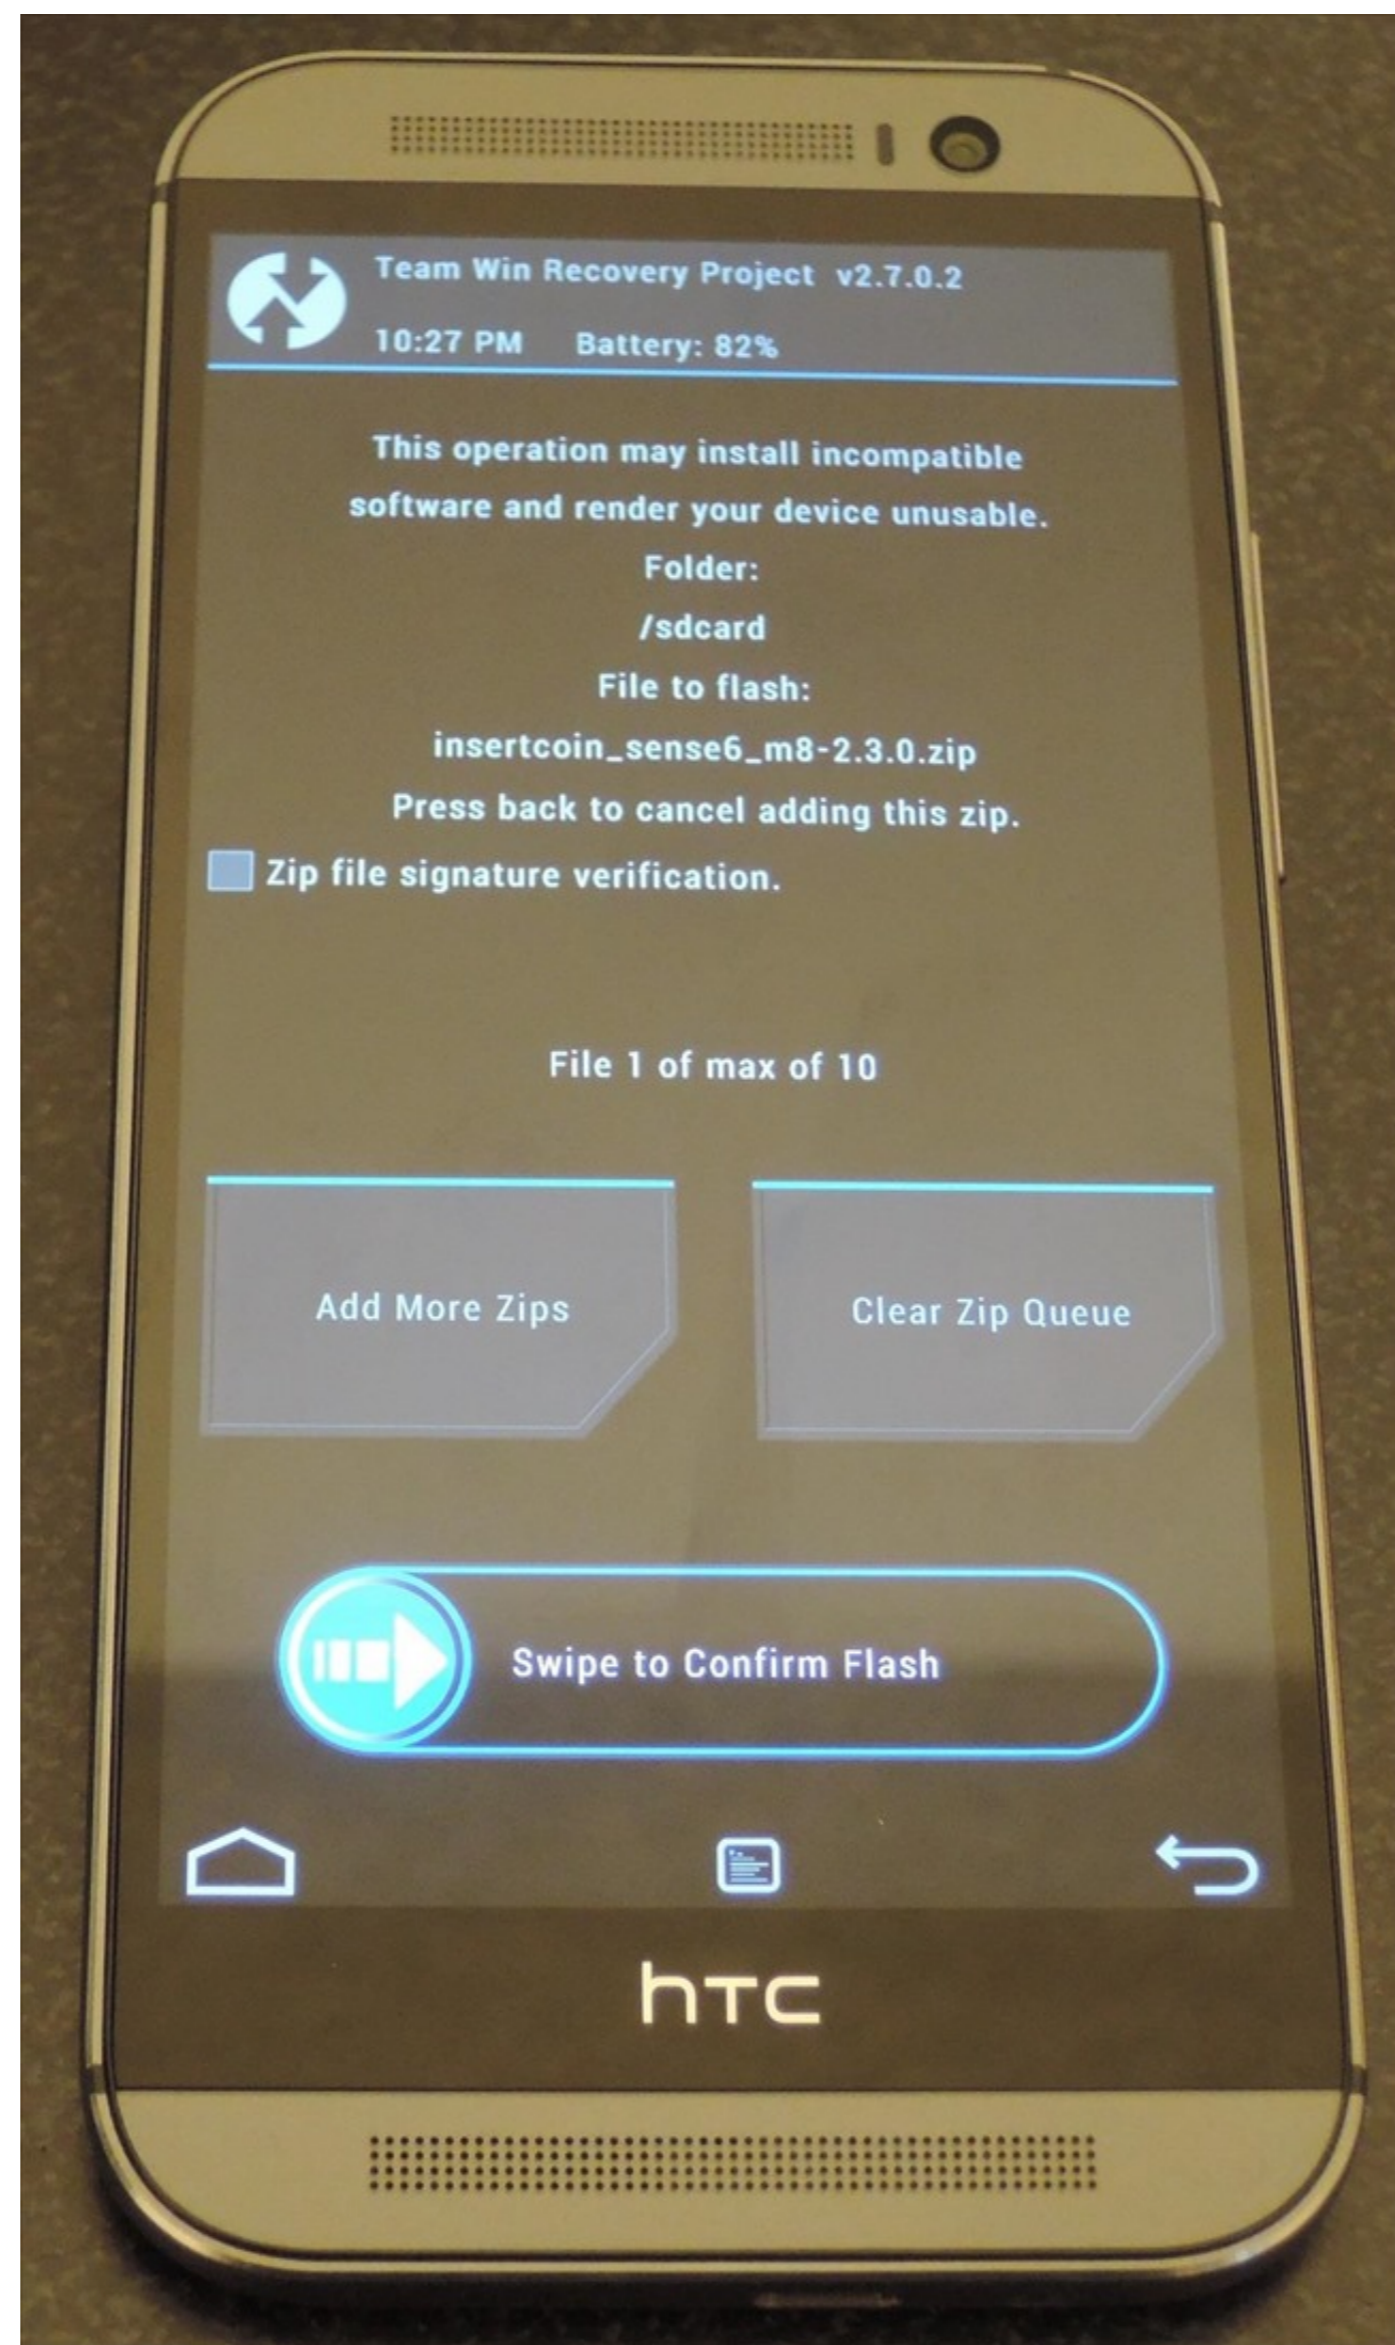 Team Win Recovery Project v2.7.0.2
10:27 PM Battery: 82%
This operation may install incompatible
software and render your device unusable.
Folder:
/sdcard
File to flash:
insertcoin_sense6_m8-2.3.0.zip
Press back to cancel adding this zip.
Zip file signature verification.
File 1 of max of 10
Add More Zips
Clear Zip Queue
Swipe to Confirm Flash
hTC